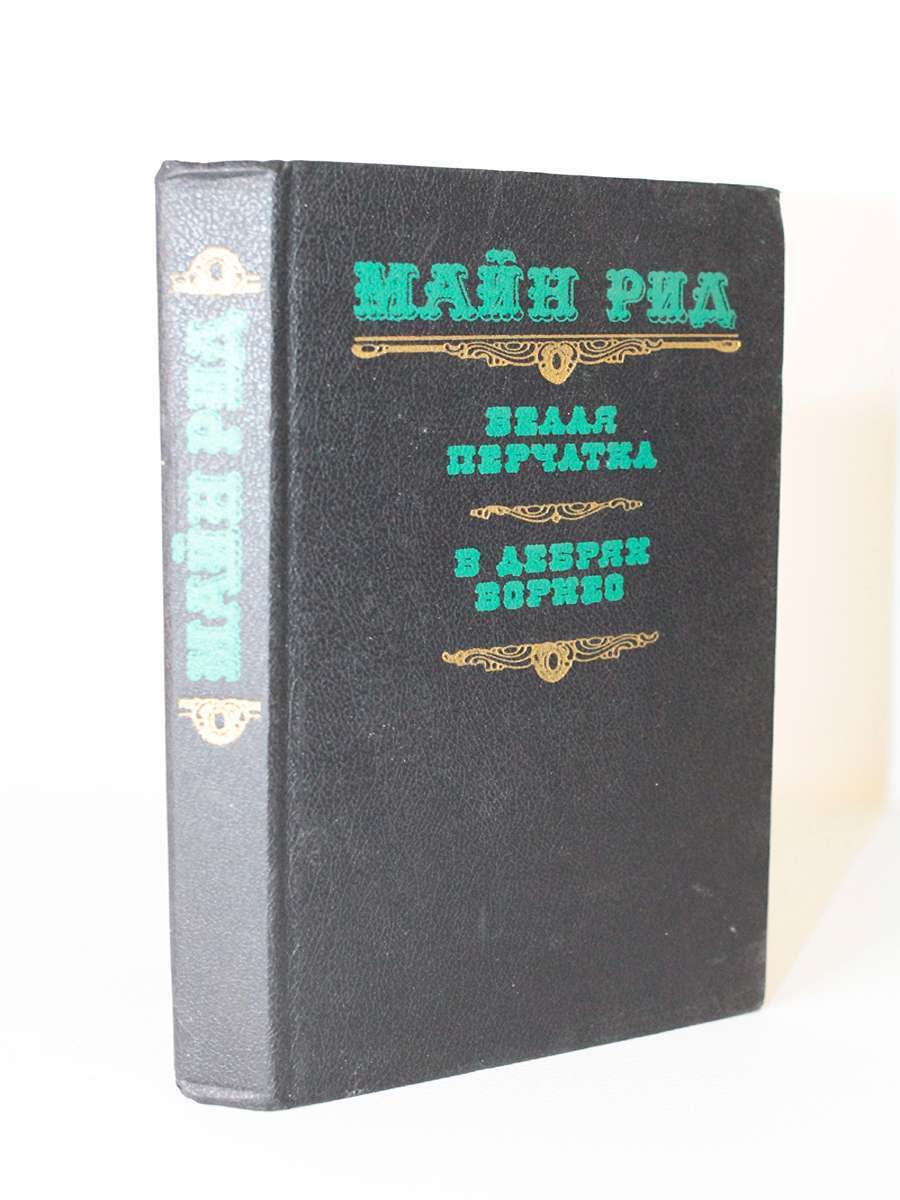 МАЙН РИД
МАЙН РИД
БЕЛАЯ
ПЕРЧАТКА
В ДЕБРЯХ
БОРНЕО